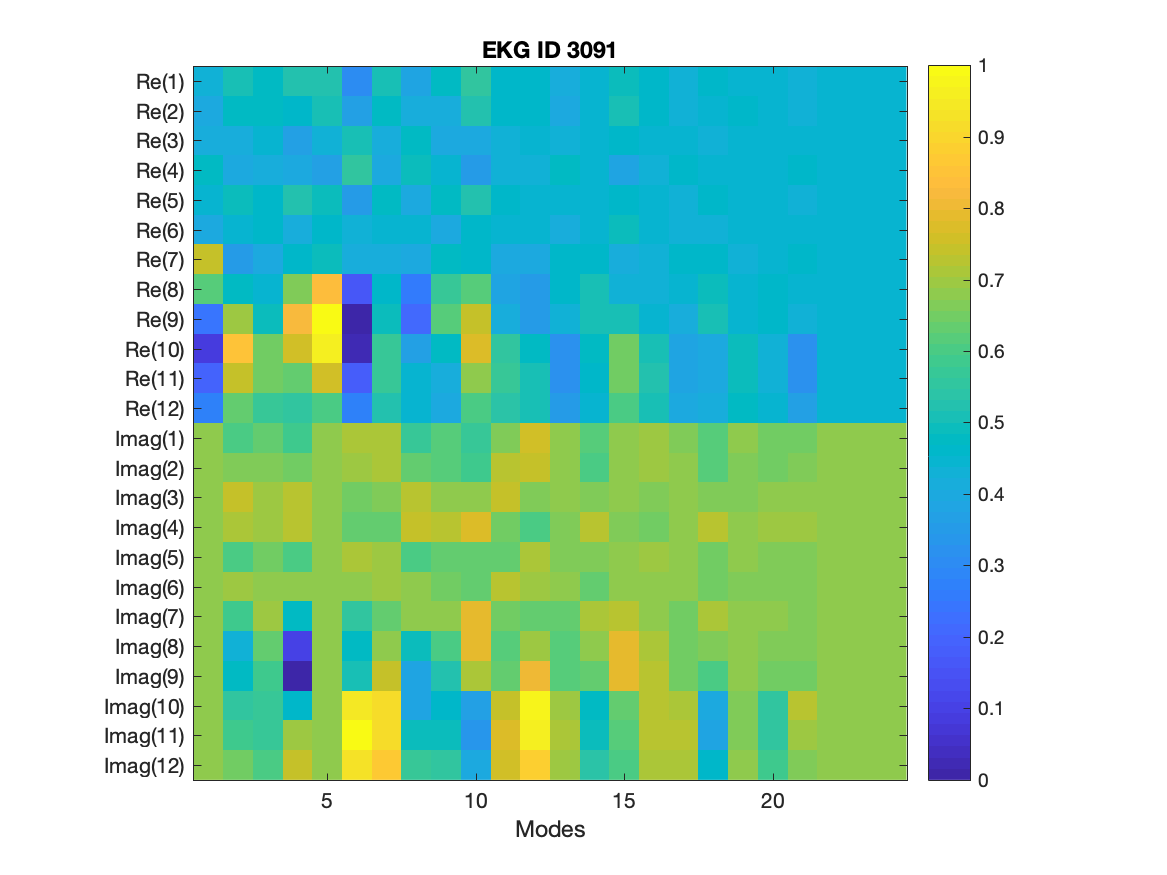 EKG ID 3091
Re(1)
Re(2)
Re(3)
Re(4)
Re(5)
Re(6)
Re(7)
Re(8)
Re(9)
Re(10)
Re(11)
Re(12)
Imag(1)
Imag(2)
Imag(3)
Imag(4)
Imag(5)
Imag(6)
Imag(7)
Imag(8)
Imag(9)
Imag(10)
Imag(11)
Imag(12)
5 10 15 20
Modes
1
0.9
0.8
0.7
0.6
0.5
0.4
0.3
0.2
0.1
0